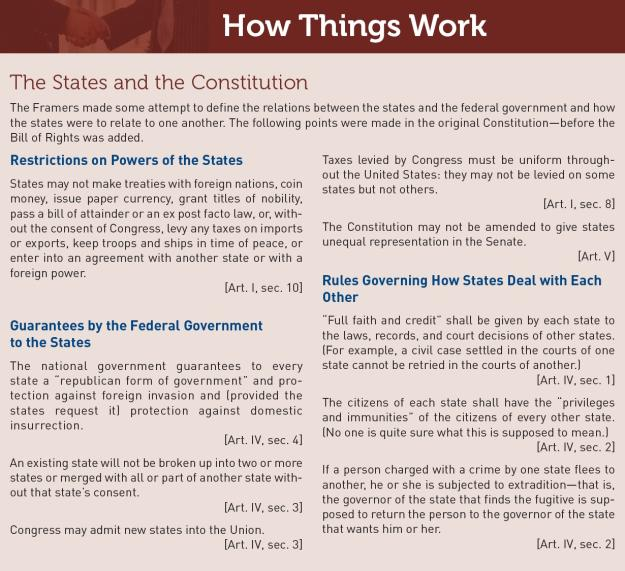 How Things Work
The States and the Constitution
The Framers made some attempt to define the relations between the states and the federal government and how
the states were to relate to one another. The following points were made in the original Constitution—before the
Bill of Rights was added.
Restrictions on Powers of the States
States may not make treaties with foreign nations, coin
money, issue paper currency, grant titles of nobility,
pass a bill of attainder or an ex post facto law, or, with-
out the consent of Congress, levy any taxes on imports
or exports, keep troops and ships in time of peace, or
enter into an agreement with another state or with a
foreign power.
[Art. I, sec. 10]
Guarantees by the Federal Government
to the States
The national government guarantees to every
state a “republican form of government” and pro-
tection against foreign invasion and (provided the
states request it) protection against domestic
insurrection.
[Art. IV, sec. 4]
An existing state will not be broken up into two or more
states or merged with all or part of another state with-
out that state’s consent.
[Art. IV, sec. 3]
Congress may admit new states into the Union.
[Art. IV, sec. 3]
Taxes levied by Congress must be uniform through-
out the United States: they may not be levied on some
states but not others.
[Art. I, sec. 8]
The Constitution may not be amended to give states
unequal representation in the Senate.
[Art. V]
Rules Governing How States Deal with Each
Other
“Full faith and credit” shall be given by each state to
the laws, records, and court decisions of other states.
(For example, a civil case settled in the courts of one
state cannot be retried in the courts of another.)
[Art. IV, sec. 1]
The citizens of each state shall have the “privileges
and immunities” of the citizens of every other state.
(No one is quite sure what this is supposed to mean.)
[Art. IV, sec. 2]
If a person charged with a crime by one state flees to
another, he or she is subjected to extradition—that is,
the governor of the state that finds the fugitive is sup-
posed to return the person to the governor of the state
that wants him or her.
[Art. IV, sec. 2]